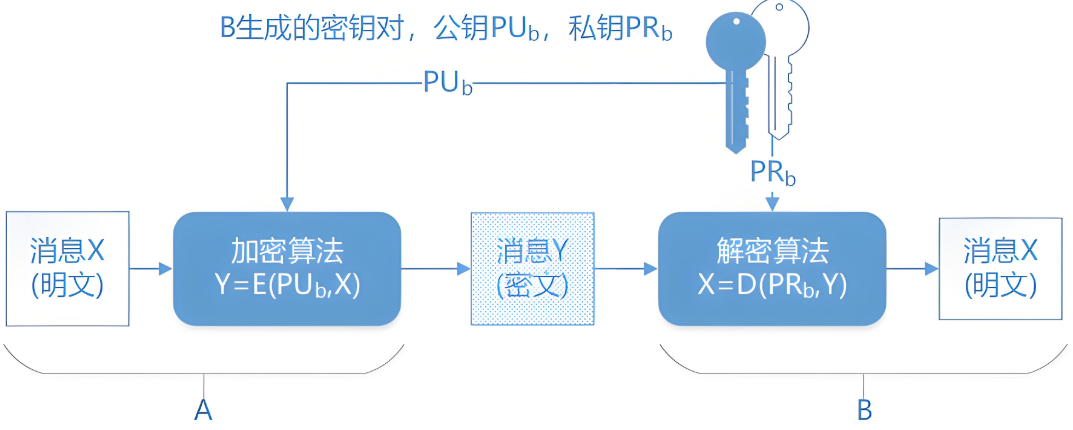 B生成的密钥对，公钥PUb，私钥PRb
PUb
PRb
消息X
(明文)
加密算法
Y=E(PUb,X)
消息Y
(密文)
解密算法
X=D(PRb,Y)
消息X
(明文)
A
B